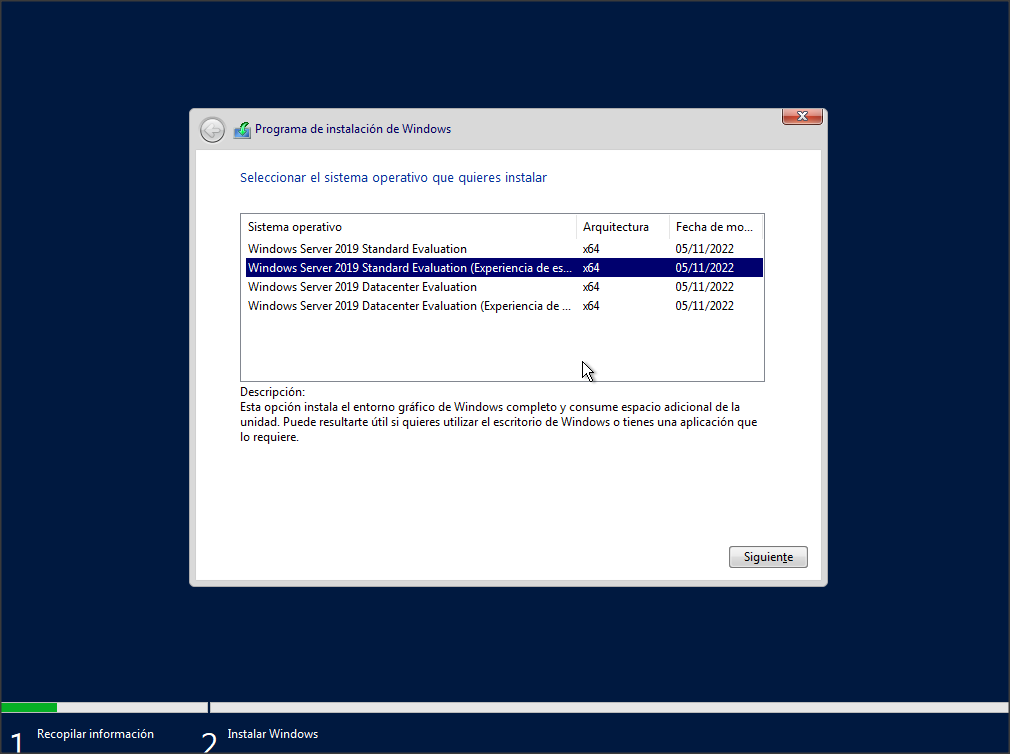 Programa de instalación de Windows
Seleccionar el sistema operativo que quieres instalar
Sistema operativo Arquitectura Fecha de mo...
Windows Server 2019 Standard Evaluation x64 05/11/2022
Windows Server 2019 Standard Evaluation (Experiencia de es... x64 05/11/2022
Windows Server 2019 Datacenter Evaluation x64 05/11/2022
Windows Server 2019 Datacenter Evaluation (Experiencia de ... x64 05/11/2022
Descripción:
Esta opción instala el entorno gráfico de Windows completo y consume espacio adicional de la
unidad. Puede resultarte útil si quieres utilizar el escritorio de Windows o tienes una aplicación que
lo requiere.
Siguiente
1 Recopilar información 2 Instalar Windows